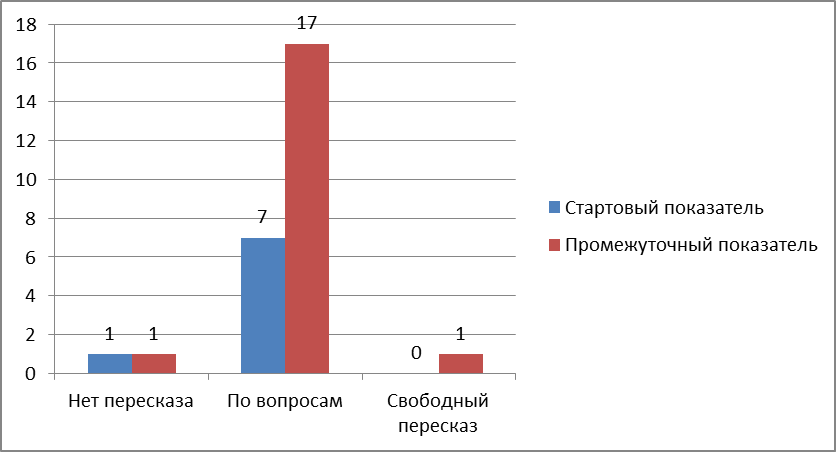 18
16
14
12
10
8
6
4
2
0
1
1
7
17
0
1
Нет пересказа
По вопросам
Свободный
пересказ
Стартовый показатель
Промежуточный показатель